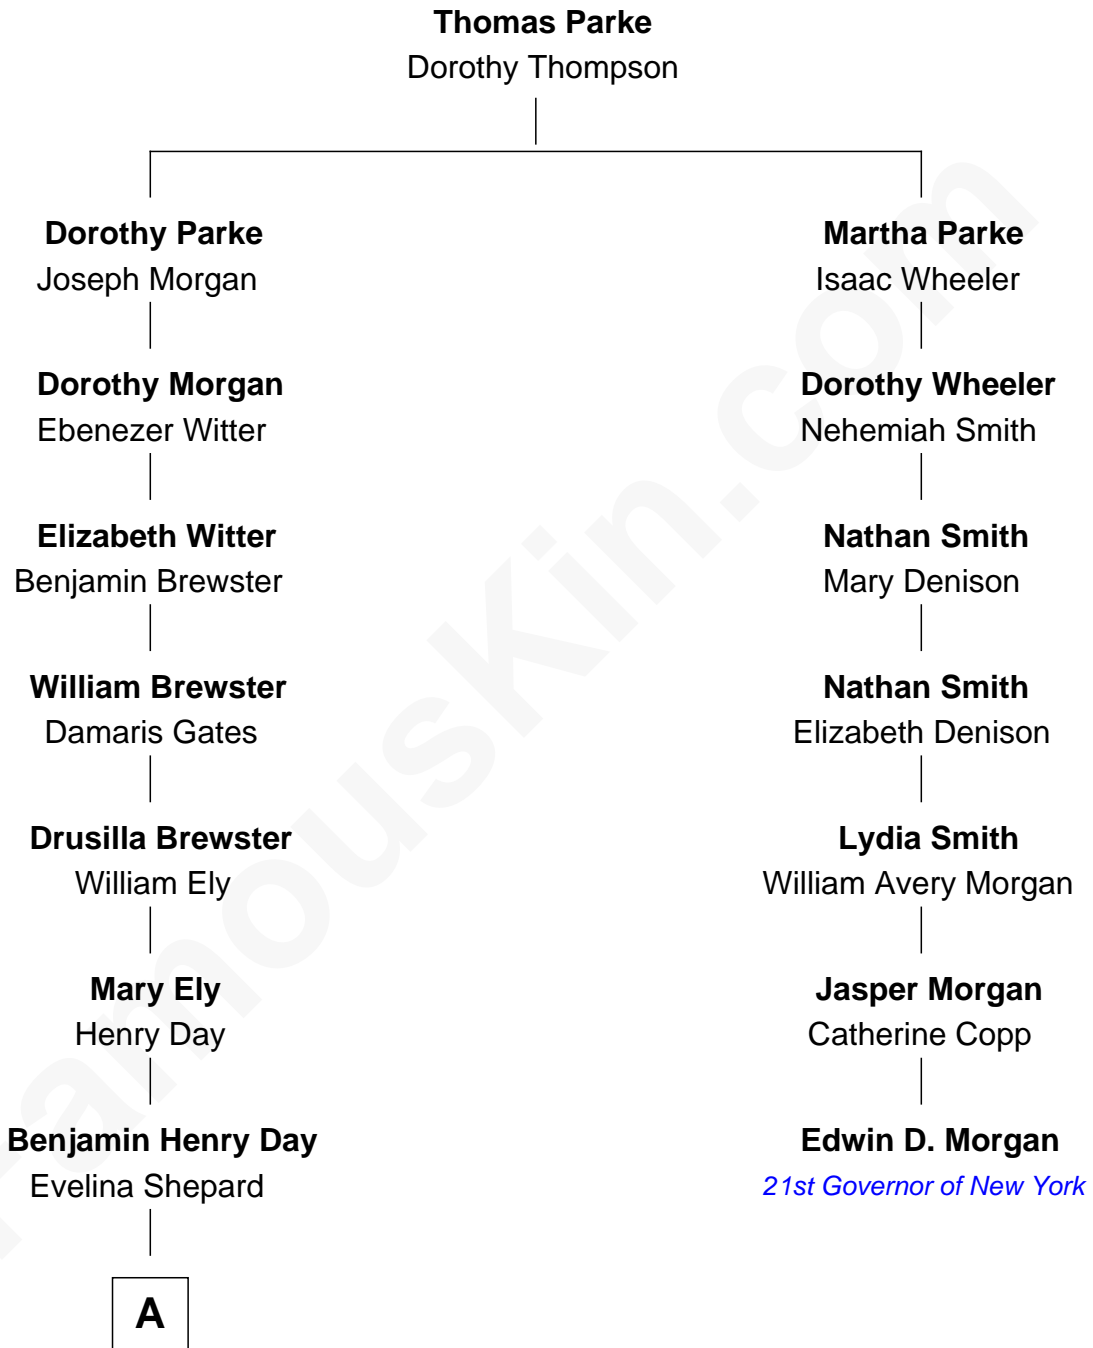 Thomas Parke
Dorothy Thompson
Dorothy Parke
Joseph Morgan
Martha Parke
Isaac Wheeler
Dorothy Morgan
Ebenezer Witter
Dorothy Wheeler
Nehemiah Smith
Elizabeth Witter
Benjamin Brewster
Nathan Smith
Mary Denison
William Brewster
Damaris Gates
Nathan Smith
Elizabeth Denison
Drusilla Brewster
William Ely
Lydia Smith
William Avery Morgan
Mary Ely
Henry Day
Jasper Morgan
Catherine Copp
Benjamin Henry Day
Evelina Shepard
Edwin D. Morgan
21st Governor of New York
A
FamousKin.com